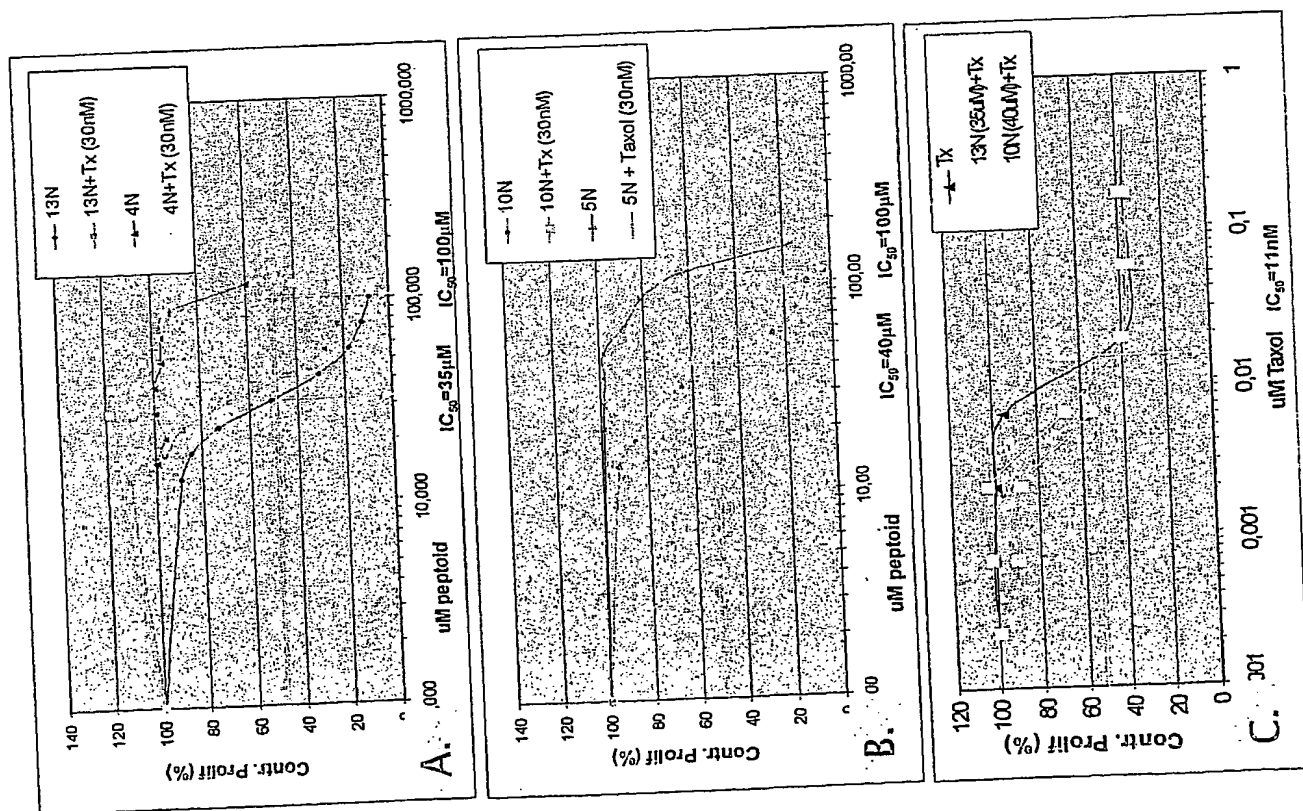 A.
Contr. Prolif (%)
140
120
100
80
60
40
20
13N
13N+Tx (30nM)
4N
4N+Tx (30nM)
,000
10,000
100,000
1000,000
uM peptoid
IC₅₀=35µM
IC₅₀=100µM
B.
Contr. Prolif (%)
140
120
100
80
60
40
20
10N
10N+Tx (30nM)
5N
5N + Taxol (30nM)
00
10,00
100,00
1000,00
uM peptoid
IC₅₀=40µM
IC₅₀=100µM
C.
Contr. Prolif (%)
120
100
80
60
40
20
0
Tx
13N(35uM)+Tx
10N(40uM)+Tx
001
0,001
0,01
0,1
1
uM Taxol
IC₅₀=11nM